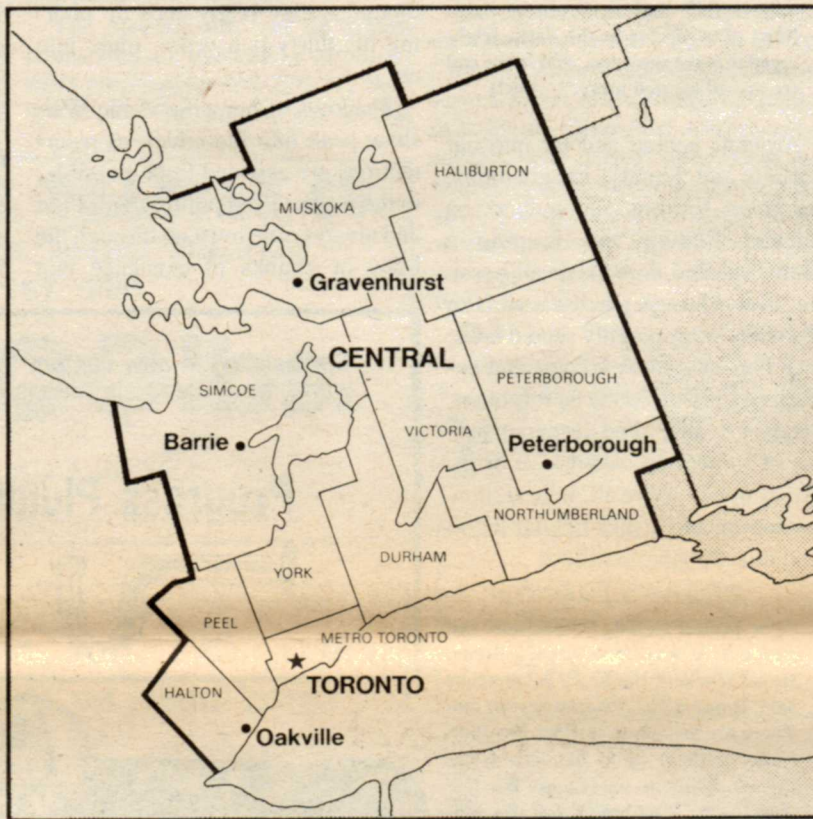 HALIBURTON
MUSKOKA
Gravenhurst
CENTRAL
SIMCOE
PETERBOROUGH
VICTORIA
Barrie
Peterborough
NORTHUMBERLAND
DURHAM
YORK
PEEL
METRO TORONTO
TORONTO
HALTON
Oakville